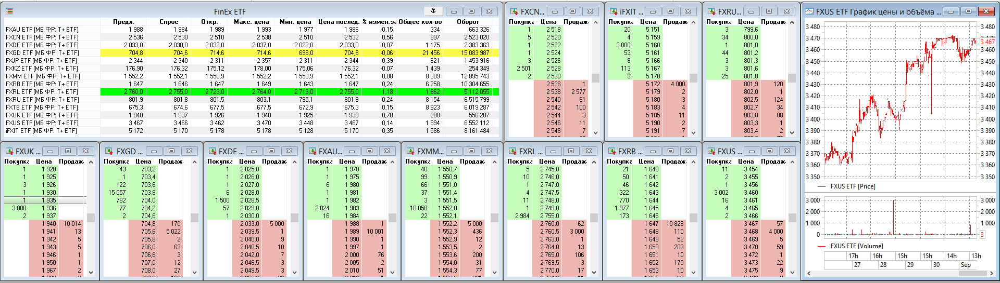 FinEx ETF
Предл. Спрос Откр. Макс. цена Мин. цена Цена послед. % измен.за Общее кол-во Оборот
FXAU ETF [МБ ФР: Т+ ETF] 1 988 1 984 1 989 1 993 1 977 1 986 -0,15 334 663 326
FXCN ETF [МБ ФР: Т+ ETF] 2 536 2 530 2 510 2 538 2 510 2 532 0,56 997 2 523 020
FXDE ETF [МБ ФР: Т+ ETF] 2 033,0 2 030,0 2 032,0 2 037,0 2 022,0 2 033,0 0,07 1 175 2 383 363
FXGD ETF [МБ ФР: Т+ ETF] 704,8 704,6 714,6 714,6 698,0 704,8 -0,06 21 456 15 083 987
FXJP ETF [МБ ФР: Т+ ETF] 2 344 2 340 2 311 2 357 2 311 2 344 0,39 621 1 453 916
FXKZ ETF [МБ ФР: Т+ ETF] 176,90 176,32 175,12 178,00 175,06 176,32 -0,07 1 439 254 349
FXMM ETF [МБ ФР: Т+ ETF] 1 552,2 1 552,1 1 550,9 1 552,2 1 550,9 1 552,1 0,08 8 309 12 895 743
FXRB ETF [МБ ФР: Т+ ETF] 1 647 1 646 1 647 1 649 1 643 1 647 0,24 6 258 10 304 655
FXRL ETF [МБ ФР: Т+ ETF] 2 760,0 2 755,0 2 723,0 2 764,0 2 713,0 2 755,0 1,18 1 862 5 112 055
FXRU ETF [МБ ФР: Т+ ETF] 801,9 801,8 801,5 803,1 795,1 801,9 0,24 8 154 6 515 799
FXTB ETF [МБ ФР: Т+ ETF] 675,3 674,6 677,5 677,5 672,9 675,3 0,15 8 923 6 019 287
FXUK ETF [МБ ФР: Т+ ETF] 1 940 1 937 1 926 1 940 1 925 1 939 0,78 288 556 287
FXUS ETF [МБ ФР: Т+ ETF] 3 467 3 466 3 462 3 470 3 448 3 467 0,14 1 894 6 552 112
iFXIT ETF [МБ ФР: Т+ ETF] 5 172 5 170 5 178 5 178 5 128 5 170 0,35 1 586 8 161 484
FXCN...
Покупка Цена Продаж
1 2 518
5 2 520
1 2 522
1 2 524
3 2 526
2 501 2 528
2 2 530
2 536 1
2 538 2 577
2 540 61
2 542 100
2 544 3
2 546 11
2 548 7
iFXIT ...
Покупка Цена Продаж
20 5 151
4 5 159
3 000 5 160
53 5 161
8 5 166
113 5 167
3 5 170
5 172 4 000
5 179 2
5 180 3
5 183 4
5 185 11
5 190 2
5 191 7
FXRU...
Покупка Цена Продаж
3 799,6
34 800,0
1 801,0
44 801,2
3 801,3
3 801,6
25 801,8
801,9 120
802,0 1
802,5 124
802,7 34
803,0 80
803,3 1
803,4 2
FXUK ...
Покупка Цена Продаж
1 1 920
1 1 925
3 1 926
1 1 930
1 1 935
3 000 1 936
2 1 937
1 940 10 014
1 941 13
1 942 5
1 943 5
1 946 1
1 950 1
1 967 2
FXGD ...
Покупка Цена Продаж
43 703,2
1 703,4
122 703,6
15 057 703,8
782 704,0
77 704,2
2 704,6
704,8 170
705,6 5 022
705,8 2
706,0 63
706,6 3
707,0 12
708,0 27
FXDE ...
Покупка Цена Продаж
1 2 025,0
1 2 026,0
1 2 027,0
6 2 028,0
1 500 2 028,5
57 2 029,0
1 2 030,0
2 033,0 5 000
2 039,5 1
2 040,0 9
2 040,5 10
2 042,0 7
2 046,5 3
2 049,5 3
FXAU...
Покупка Цена Продаж
1 1 970
1 1 975
6 1 980
1 1 981
1 1 982
2 024 1 983
16 1 984
1 988 1
1 989 10 001
1 990 1
1 997 1
2 000 76
2 005 2
2 010 51
FXMM...
Покупка Цена Продаж
40 1 550,7
99 1 550,9
66 1 551,0
37 1 551,4
3 1 551,5
10 058 1 552,0
22 1 552,1
1 552,2 5 000
1 552,3 436
1 552,9 12
1 553,5 2
1 553,6 200
1 554,0 31
1 554,3 77
FXRL ...
Покупка Цена Продаж
5 2 745,0
10 2 746,0
1 2 747,0
4 2 747,5
11 2 748,0
1 2 749,0
2 984 2 755,0
2 760,0 62
2 760,5 3 000
2 763,0 1
2 764,0 13
2 765,0 106
2 769,5 3
2 770,0 17
FXRB ...
Покупка Цена Продаж
21 1 640
50 1 641
46 1 642
322 1 643
770 1 644
1 977 1 645
173 1 646
1 647 10 828
1 648 110
1 649 52
1 650 203
1 651 10
1 652 170
1 653 10
FXUS ...
Покупка Цена Продаж
11 3 454
2 3 455
1 3 456
3 002 3 460
16 3 461
4 3 465
2 3 466
3 467 57
3 468 4 000
3 469 5
3 470 59
3 472 1
3 473 22
3 475 9
FXUS ETF График цены и объёма ...
3 480 3 480
3 470 3 470
3 467
3 460 3 460
3 450 3 450
3 440 3 440
3 430 3 430
3 420 3 420
3 410 3 410
3 400 3 400
3 390 3 390
3 380 3 380
3 370 3 370
3 360 3 360
3 350 3 350
FXUS ETF [Price]
3 000 3 000
2 000 2 000
1 000 1 000
0 3
FXUS ETF [Volume]
17h 16h 15h 15h 14h 13h
27 28 29 30 Sep